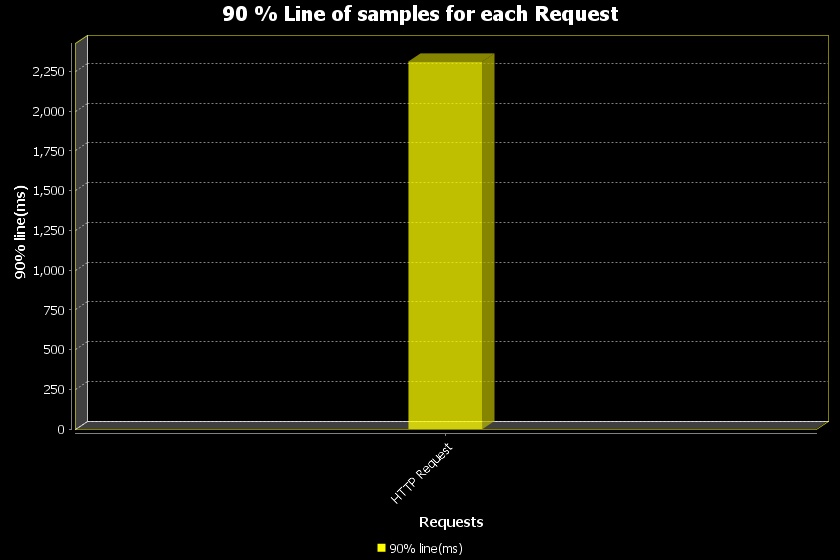 90 % Line of samples for each Request
90% line(ms)
2,250
2,000
1,750
1,500
1,250
1,000
750
500
250
0
HTTP Request
Requests
90% line(ms)